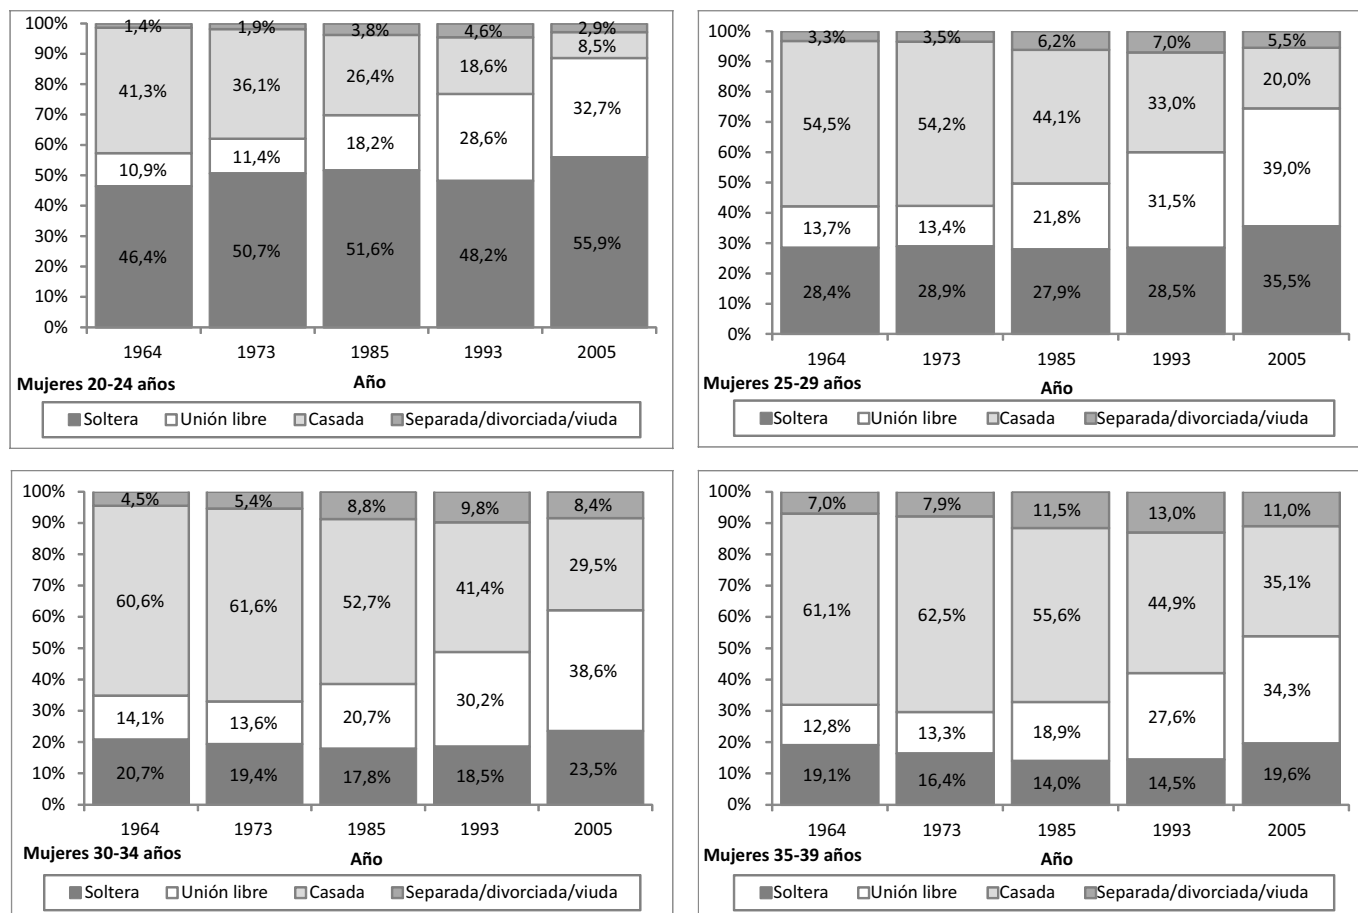 100%
90%
80%
70%
60%
50%
40%
30%
20%
10%
0%
1,4% 1,9% 3,8% 4,6% 2,9%
41,3% 36,1% 26,4% 18,6% 8,5%
10,9% 11,4% 18,2% 28,6% 32,7%
46,4% 50,7% 51,6% 48,2% 55,9%
1964 1973 1985 1993 2005
Mujeres 20-24 años Año
Soltera Unión libre Casada Separada/divorciada/viuda
100%
90%
80%
70%
60%
50%
40%
30%
20%
10%
0%
3,3% 3,5% 6,2% 7,0% 5,5%
54,5% 54,2% 44,1% 33,0% 20,0%
13,7% 13,4% 21,8% 31,5% 39,0%
28,4% 28,9% 27,9% 28,5% 35,5%
1964 1973 1985 1993 2005
Mujeres 25-29 años Año
Soltera Unión libre Casada Separada/divorciada/viuda
100%
90%
80%
70%
60%
50%
40%
30%
20%
10%
0%
4,5% 5,4% 8,8% 9,8% 8,4%
60,6% 61,6% 52,7% 41,4% 29,5%
14,1% 13,6% 20,7% 30,2% 38,6%
20,7% 19,4% 17,8% 18,5% 23,5%
1964 1973 1985 1993 2005
Mujeres 30-34 años Año
Soltera Unión libre Casada Separada/divorciada/viuda
100%
90%
80%
70%
60%
50%
40%
30%
20%
10%
0%
7,0% 7,9% 11,5% 13,0% 11,0%
61,1% 62,5% 55,6% 44,9% 35,1%
12,8% 13,3% 18,9% 27,6% 34,3%
19,1% 16,4% 14,0% 14,5% 19,6%
1964 1973 1985 1993 2005
Mujeres 35-39 años Año
Soltera Unión libre Casada Separada/divorciada/viuda